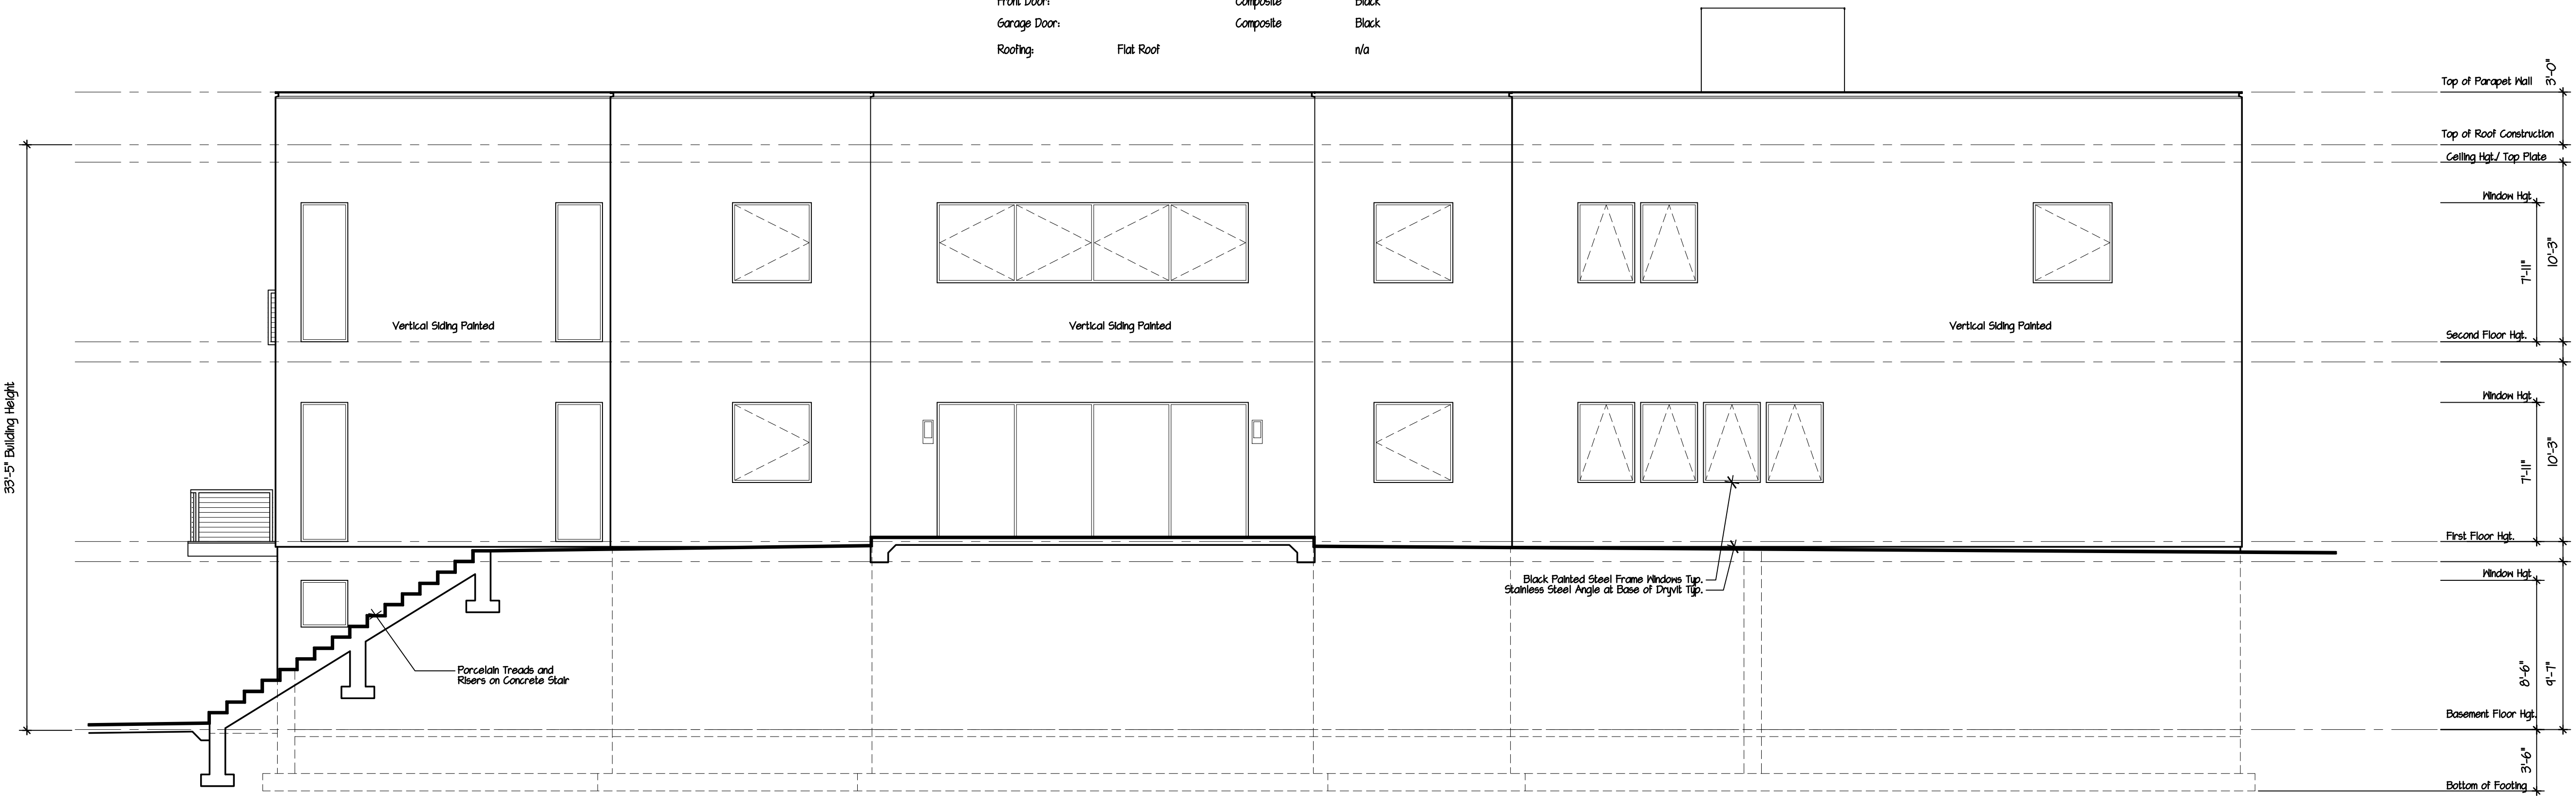 Front Door: Composite Black
Garage Door: Composite Black
Roofing: Flat Roof n/a
Top of Parapet Wall
3'-0"
Top of Roof Construction
Ceiling Hgt./ Top Plate
Window Hgt
7'-11"
10'-3"
Vertical Siding Painted
Vertical Siding Painted
Vertical Siding Painted
Second Floor Hgt.
33'-5" Building Height
Window Hgt
7'-11"
10'-3"
First Floor Hgt.
Window Hgt
Black Painted Steel Frame Windows Typ.
Stainless Steel Angle at Base of Dryvit Typ.
Porcelain Treads and
Risers on Concrete Stair
8'-6"
9'-7"
Basement Floor Hgt.
3'-6"
Bottom of Footing